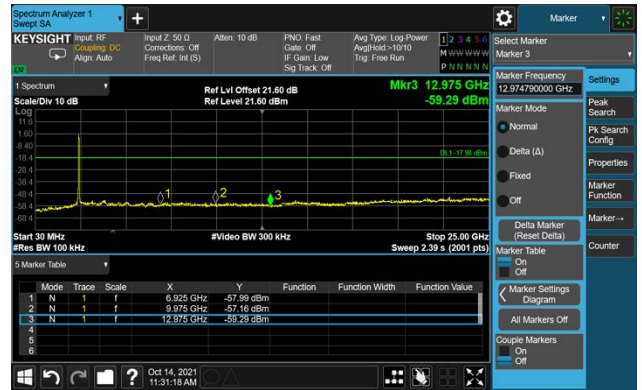 Spectrum Analyzer 1
Swept SA
Marker
KEYSIGHT
Input: RF
Coupling: DC
Align: Auto
Input Z: 50 Ω
Corrections: Off
Freq Ref: Int (S)
Atten: 10 dB
PNO: Fast
Gate: Off
IF Gain: Low
Sig Track: Off
Avg Type: Log-Power
Avg|Hold:>10/10
Trig: Free Run
1 2 3 4 5 6
M W W W W W
P N N N N N
Select Marker
Marker 3
1 Spectrum
Scale/Div 10 dB
Ref Lvl Offset 21.60 dB
Ref Level 21.60 dBm
Mkr3 12.975 GHz
-59.29 dBm
Log
11.6
1.60
-8.40
-18.4
-28.4
-38.4
-48.4
-58.4
-68.4
DL1 -17.98 dBm
1
2
3
Start 30 MHz
#Res BW 100 kHz
#Video BW 300 kHz
Stop 25.00 GHz
Sweep 2.39 s (2001 pts)
5 Marker Table
Mode Trace Scale X Y Function Function Width Function Value
1 N 1 f 6.925 GHz -57.99 dBm
2 N 1 f 9.975 GHz -57.16 dBm
3 N 1 f 12.975 GHz -59.29 dBm
4
5
6
Marker Frequency
12.974790000 GHz
Marker Mode
Normal
Delta (Δ)
Fixed
Off
Delta Marker
(Reset Delta)
Marker Table
On
Off
Marker Settings
Diagram
All Markers Off
Couple Markers
On
Off
Settings
Peak
Search
Pk Search
Config
Properties
Marker
Function
Marker→
Counter
?
Oct 14, 2021
11:31:18 AM